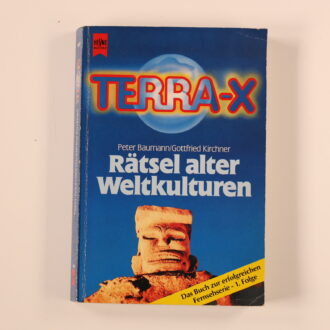 HEYNE
TERRA-X
Peter Baumann/Gottfried Kirchner
Rätsel alter
Weltkulturen
Das Buch zur erfolgreichen
Fernsehserie - 1. Folge